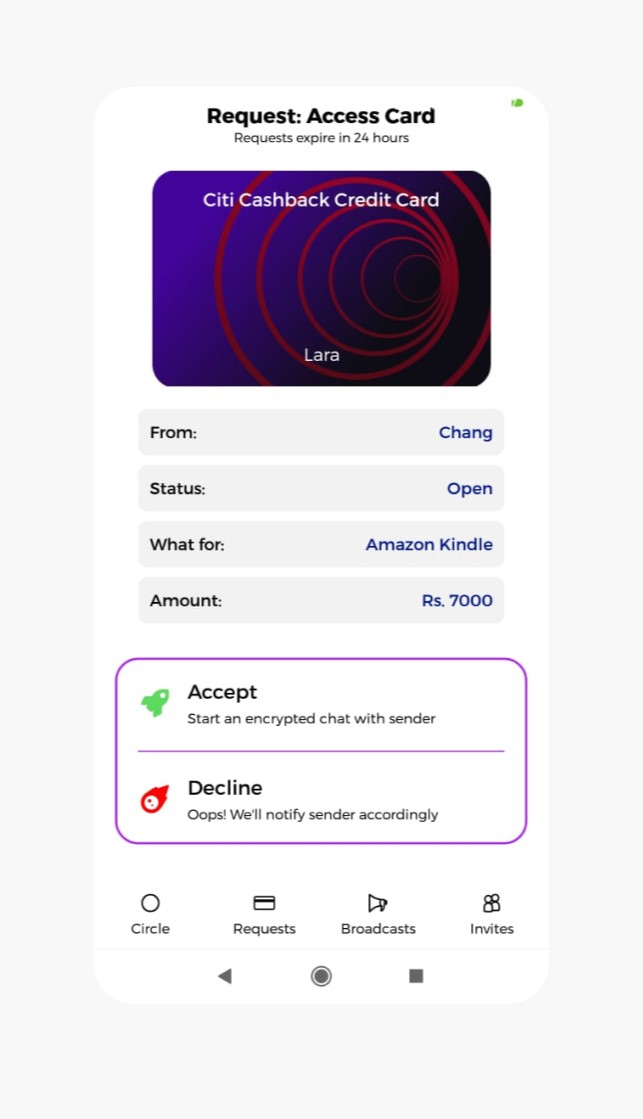 Request: Access Card
Requests expire in 24 hours
Citi Cashback Credit Card
Lara
From: Chang
Status: Open
What for: Amazon Kindle
Amount: Rs. 7000
Accept
Start an encrypted chat with sender
Decline
Oops! We'll notify sender accordingly
Circle Requests Broadcasts Invites